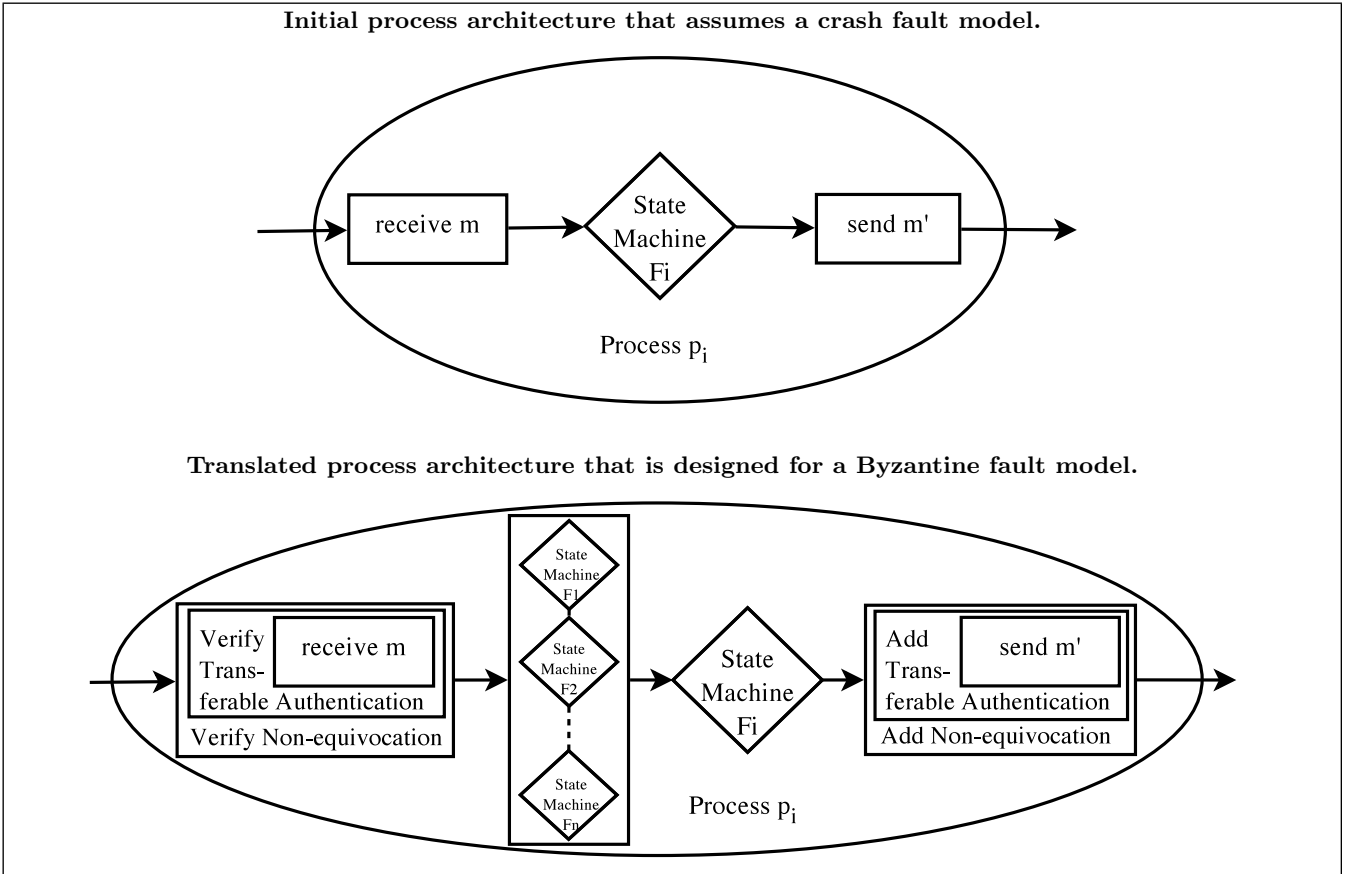 Initial process architecture that assumes a crash fault model.
receive m
State
Machine
Fi
send m'
Process pi
Translated process architecture that is designed for a Byzantine fault model.
Verify
Trans-
ferable Authentication
receive m
Verify Non-equivocation
State
Machine
F1
State
Machine
F2
State
Machine
Fn
State
Machine
Fi
Add
Trans-
ferable Authentication
send m'
Add Non-equivocation
Process pi